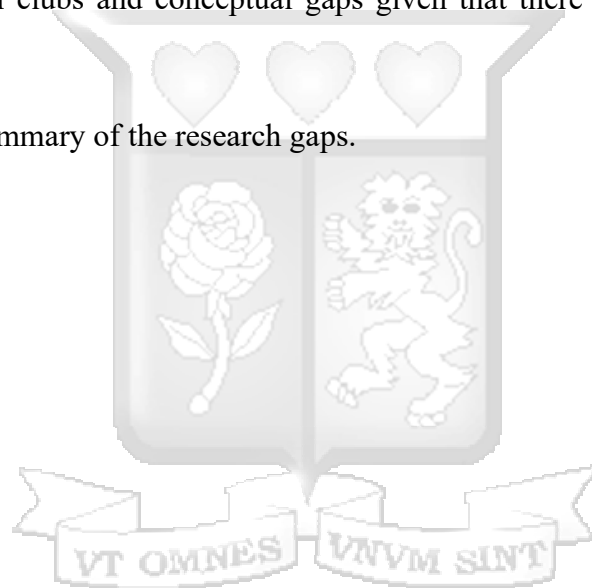 clubs and conceptual gaps given that there
mmary of the research gaps.
VT OMNES VNVM SINT